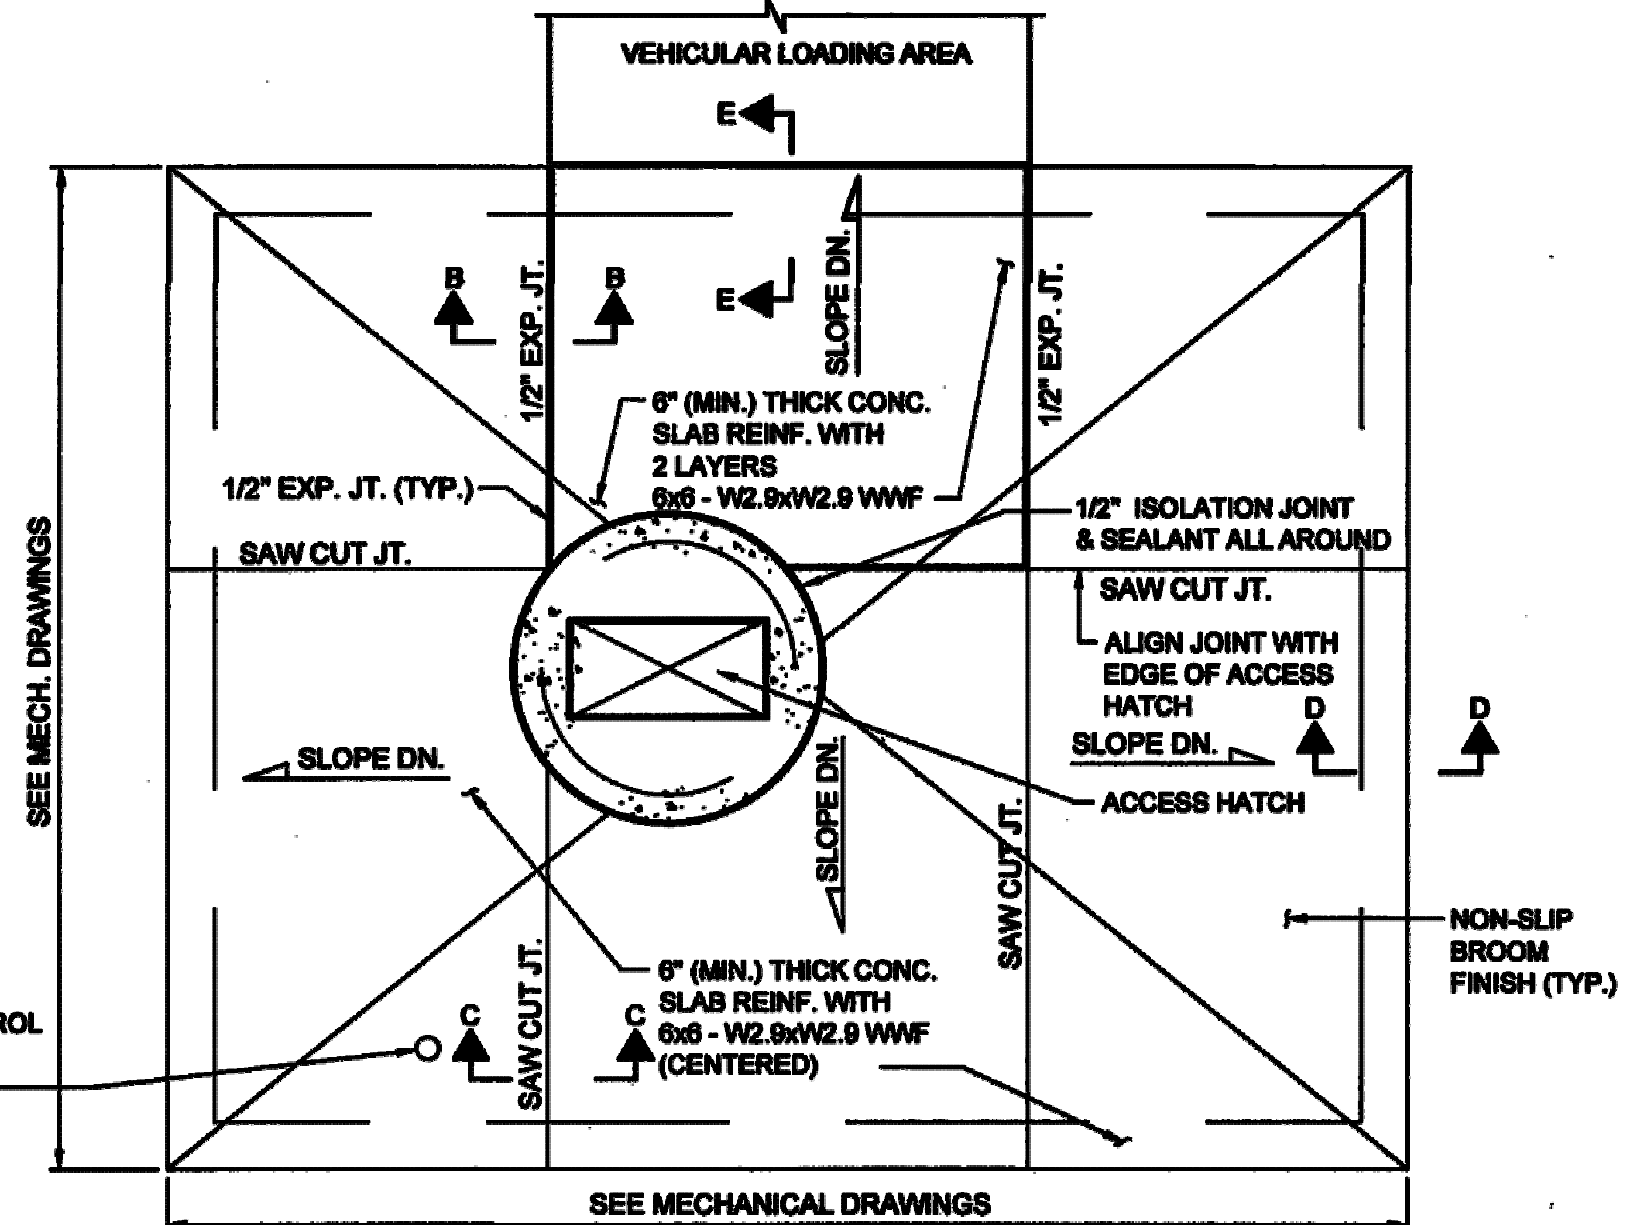 VEHICULAR LOADING AREA
E
E
SLOPE DN.
B
B
1/2" EXP. JT.
1/2" EXP. JT.
6" (MIN.) THICK CONC.
SLAB REINF. WITH
2 LAYERS
6x6 - W2.9xW2.9 WWF
1/2" EXP. JT. (TYP.)
SAW CUT JT.
1/2" ISOLATION JOINT
& SEALANT ALL AROUND
SAW CUT JT.
ALIGN JOINT WITH
EDGE OF ACCESS
HATCH
SEE MECH. DRAWINGS
D
D
SLOPE DN.
SLOPE DN.
SLOPE DN.
ACCESS HATCH
SAW CUT JT.
NON-SLIP
BROOM
FINISH (TYP.)
6" (MIN.) THICK CONC.
SLAB REINF. WITH
6x6 - W2.9xW2.9 WWF
(CENTERED)
SAW CUT JT.
C
C
ROL
SEE MECHANICAL DRAWINGS